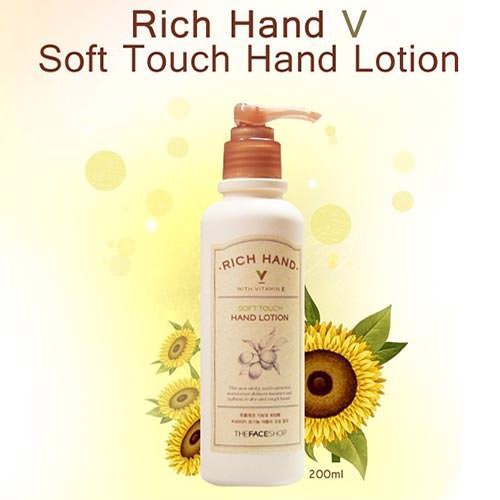 Rich Hand V
Soft Touch Hand Lotion
·RICH HAND·
V
WITH VITAMIN E
SOFT TOUCH
HAND LOTION
THEFACESHOP
200ml